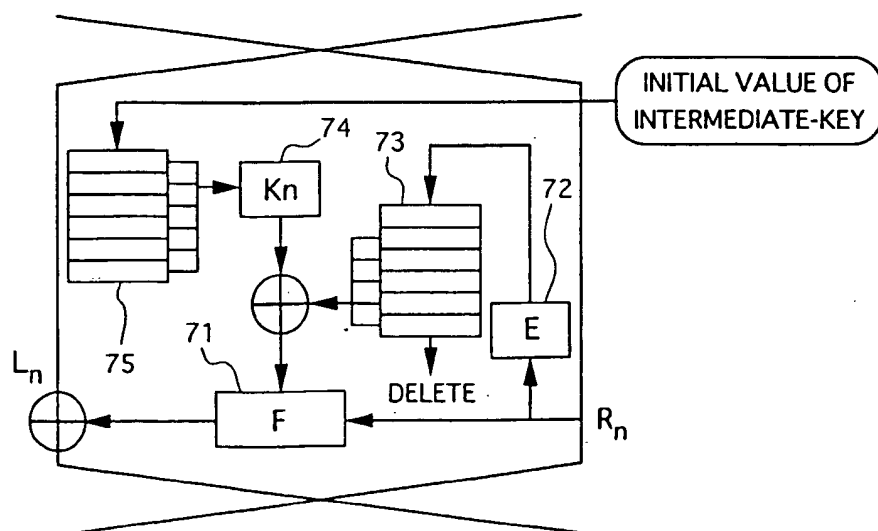 INITIAL VALUE OF
INTERMEDIATE-KEY
74
73
Kn
72
E
75
71
DELETE
Ln
F
Rn